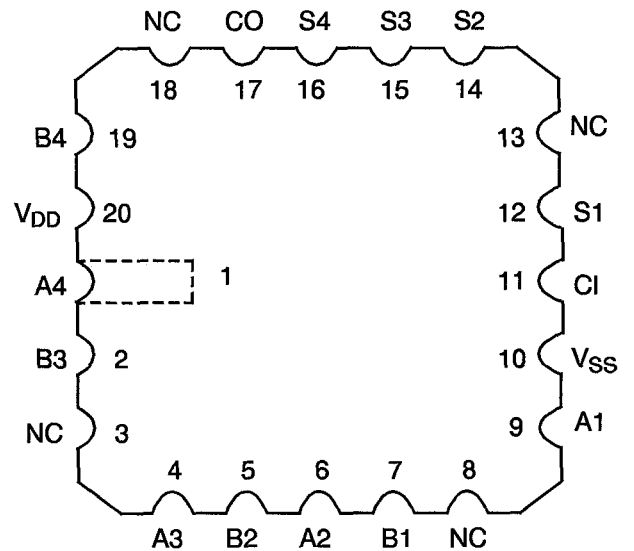 NC CO S4 S3 S2
18 17 16 15 14
B4 19 13 NC
VDD 20 12 S1
A4 1 11 CI
B3 2 10 VSS
NC 3 9 A1
4 5 6 7 8
A3 B2 A2 B1 NC